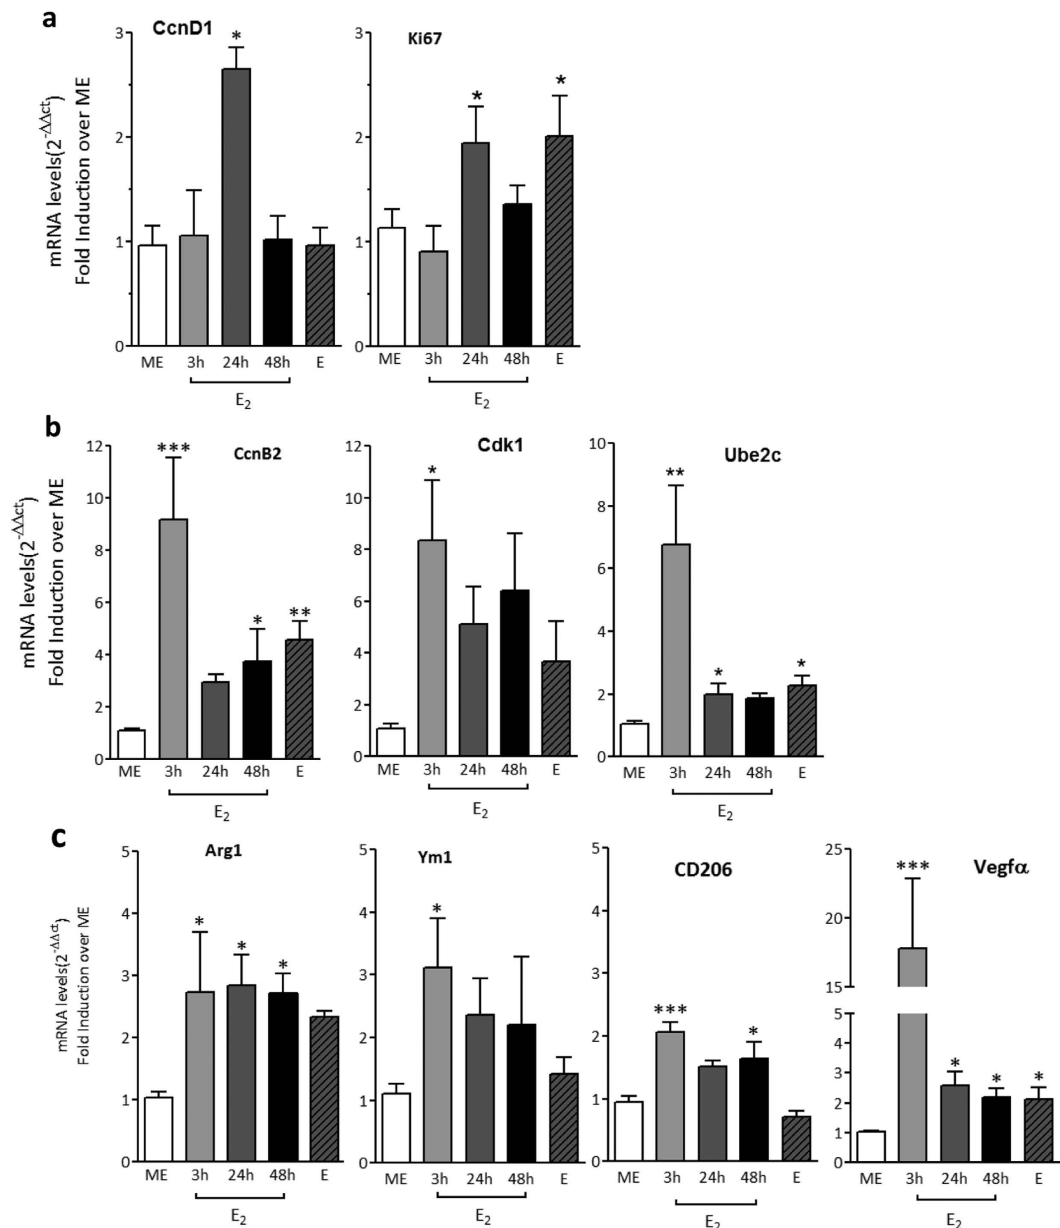 a
CcnD1
Ki67
mRNA levels(2^-ΔΔct)
Fold Induction over ME
3
2
1
0
ME 3h 24h 48h E
E₂
*
3
2
1
0
ME 3h 24h 48h E
E₂
* *
b
CcnB2
Cdk1
Ube2c
mRNA levels(2^-ΔΔct)
Fold Induction over ME
12
10
8
6
4
2
0
ME 3h 24h 48h E
E₂
*** * **
12
10
8
6
4
2
0
ME 3h 24h 48h E
E₂
*
10
8
6
4
2
0
ME 3h 24h 48h E
E₂
** * *
c
Arg1
Ym1
CD206
Vegfα
mRNA levels(2^-ΔΔct)
Fold Induction over ME
5
4
3
2
1
0
ME 3h 24h 48h E
E₂
* * *
5
4
3
2
1
0
ME 3h 24h 48h E
E₂
*
5
4
3
2
1
0
ME 3h 24h 48h E
E₂
*** *
25
20
15
5
4
3
2
1
0
ME 3h 24h 48h E
E₂
*** * * *